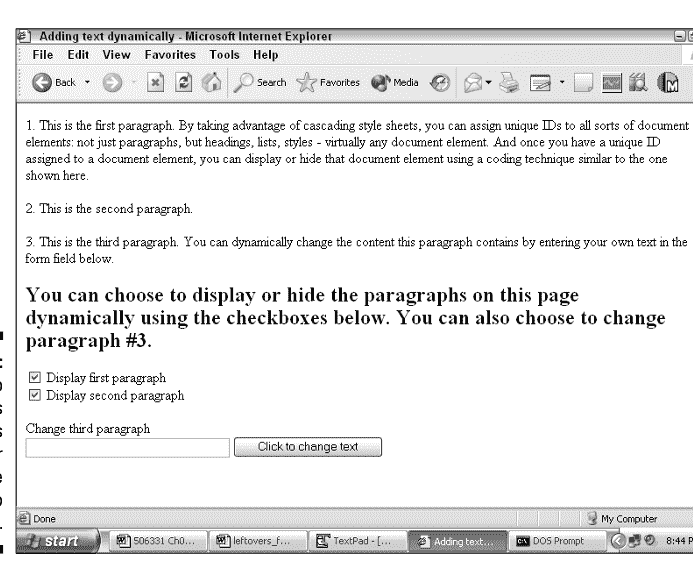 Adding text dynamically - Microsoft Internet Explorer
File Edit View Favorites Tools Help
Back Search Favorites Media
1. This is the first paragraph. By taking advantage of cascading style sheets, you can assign unique IDs to all sorts of document
elements: not just paragraphs, but headings, lists, styles - virtually any document element. And once you have a unique ID
assigned to a document element, you can display or hide that document element using a coding technique similar to the one
shown here.
2. This is the second paragraph.
3. This is the third paragraph. You can dynamically change the content this paragraph contains by entering your own text in the
form field below.
You can choose to display or hide the paragraphs on this page
dynamically using the checkboxes below. You can also choose to change
paragraph #3.
Display first paragraph
Display second paragraph
Change third paragraph
Click to change text
Done My Computer
start 506331 Ch0... leftovers_f... TextPad - [... Adding text... DOS Prompt 8:44 P